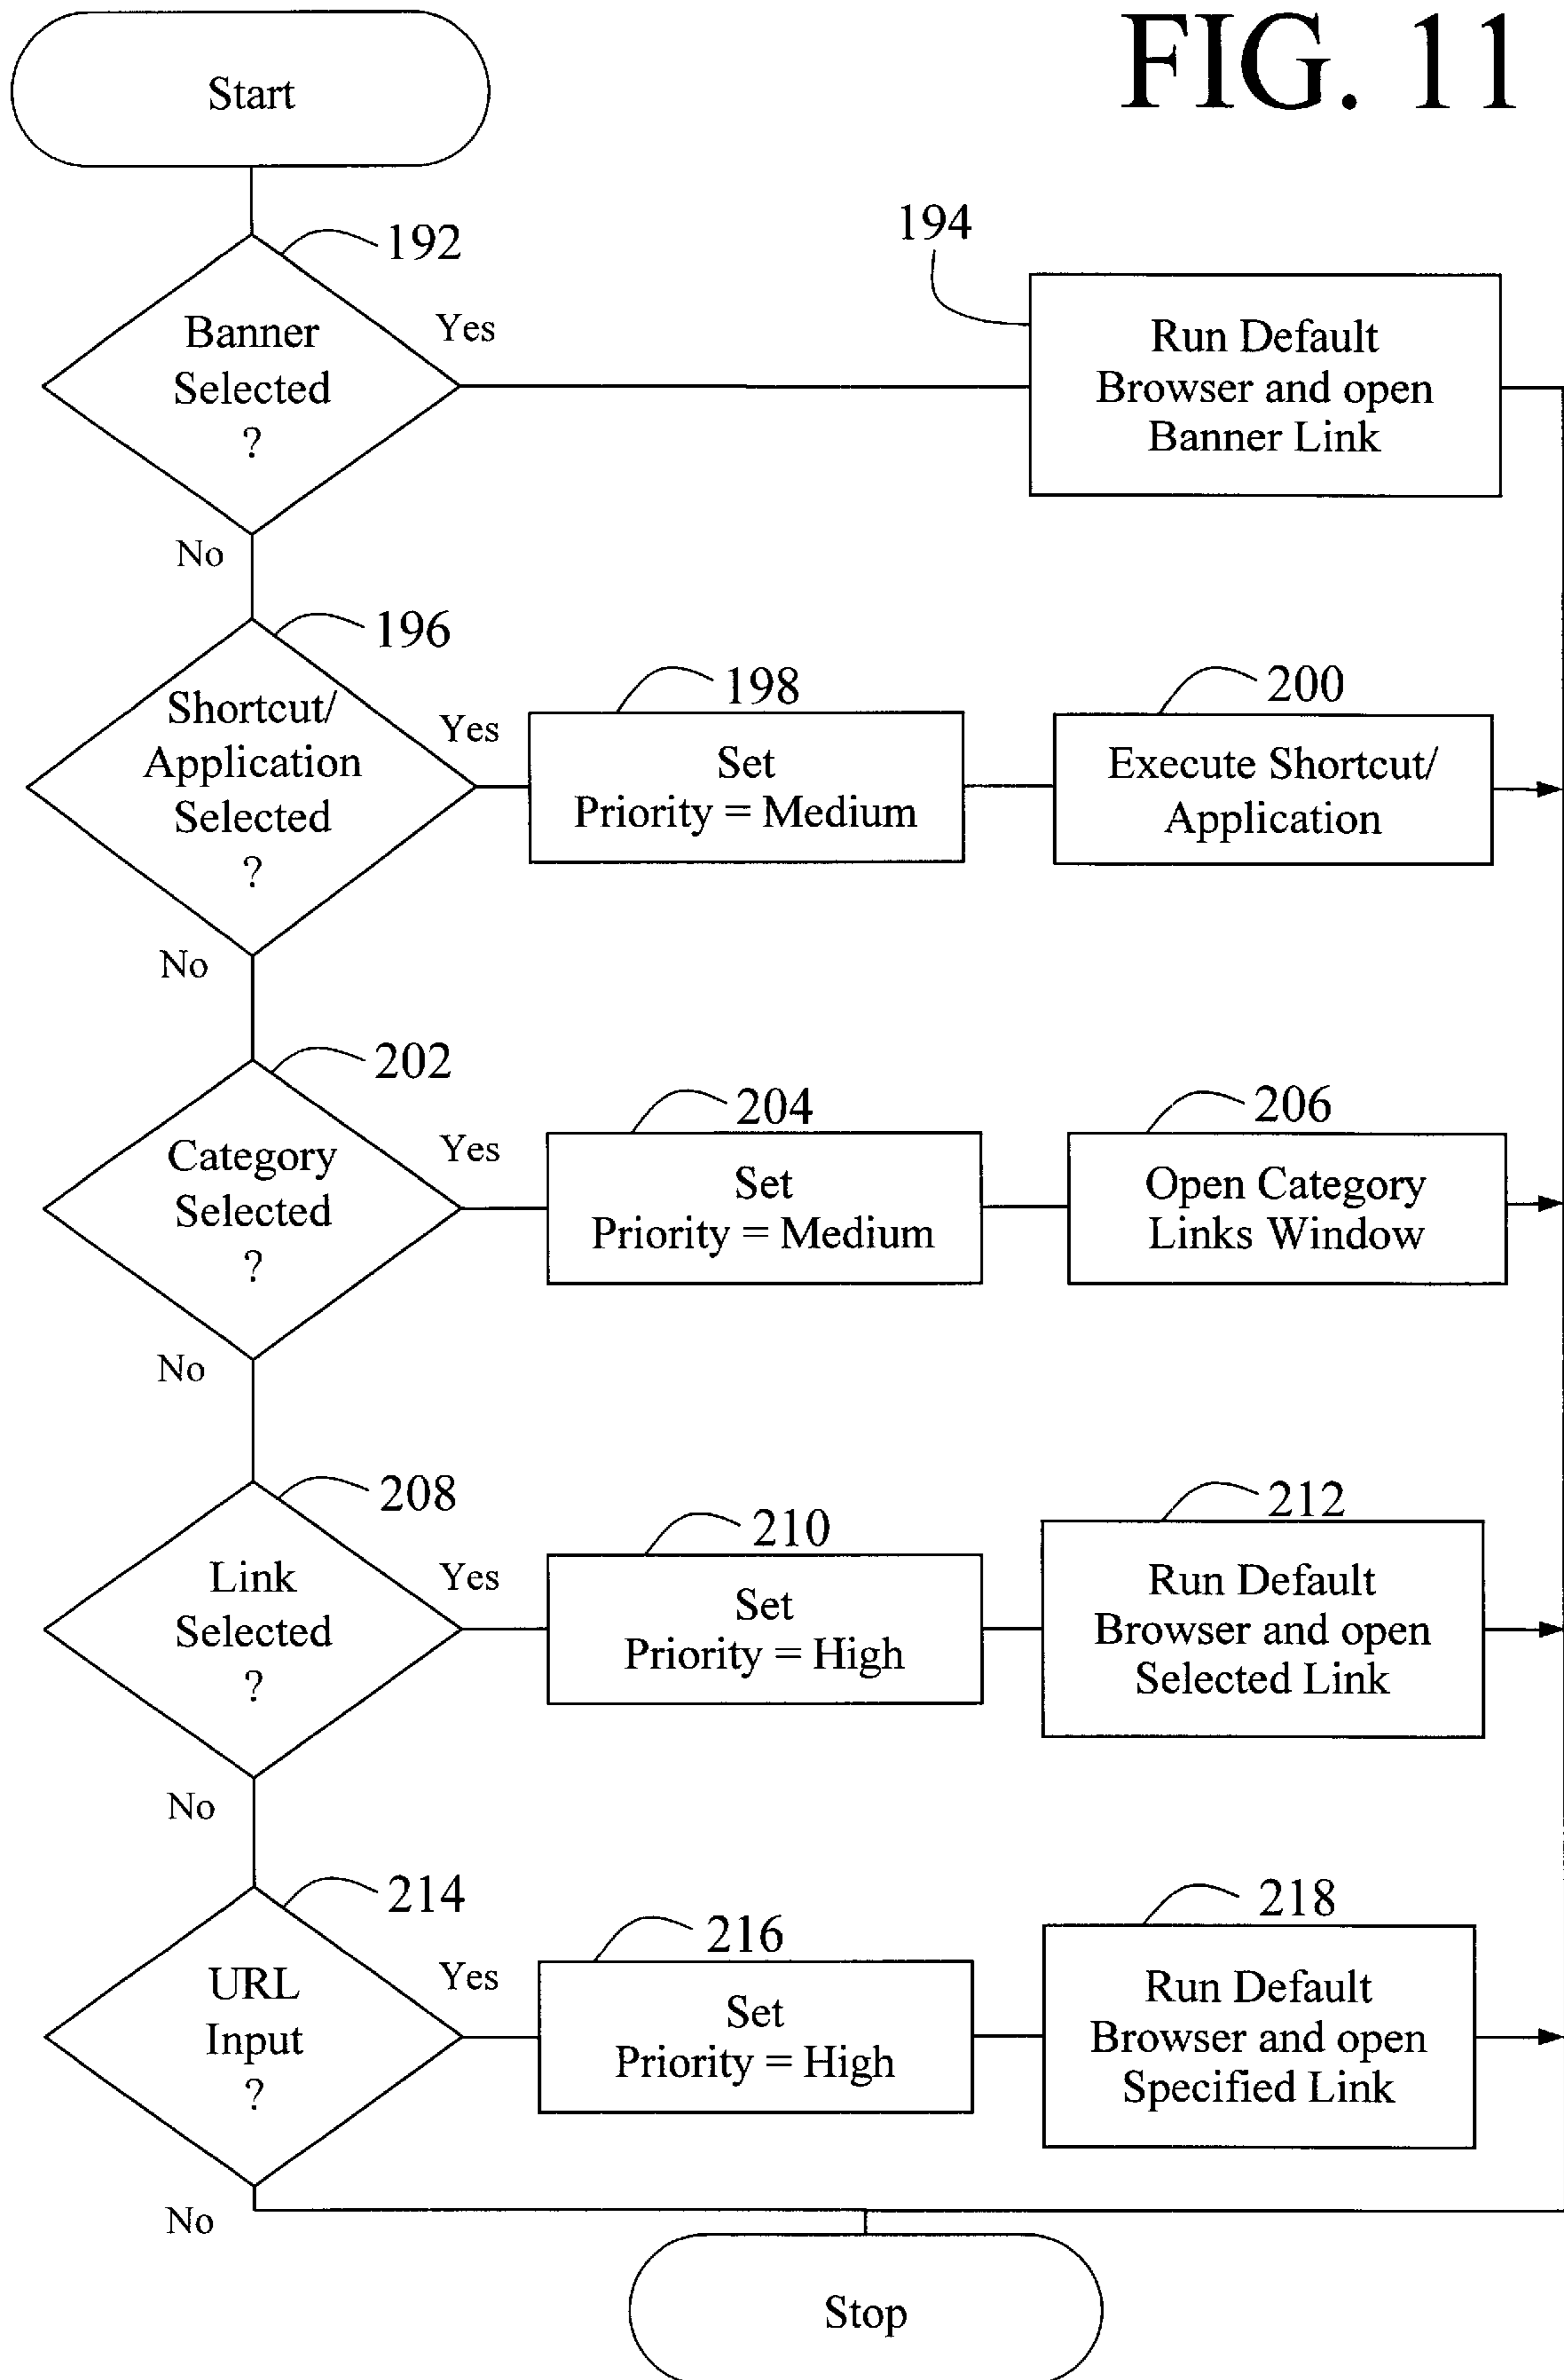 FIG. 11
Start
192
Banner
Selected
?
Yes
No
194
Run Default
Browser and open
Banner Link
196
Shortcut/
Application
Selected
?
Yes
No
198
Set
Priority = Medium
200
Execute Shortcut/
Application
202
Category
Selected
?
Yes
No
204
Set
Priority = Medium
206
Open Category
Links Window
208
Link
Selected
?
Yes
No
210
Set
Priority = High
212
Run Default
Browser and open
Selected Link
214
URL
Input
?
Yes
No
216
Set
Priority = High
218
Run Default
Browser and open
Specified Link
Stop